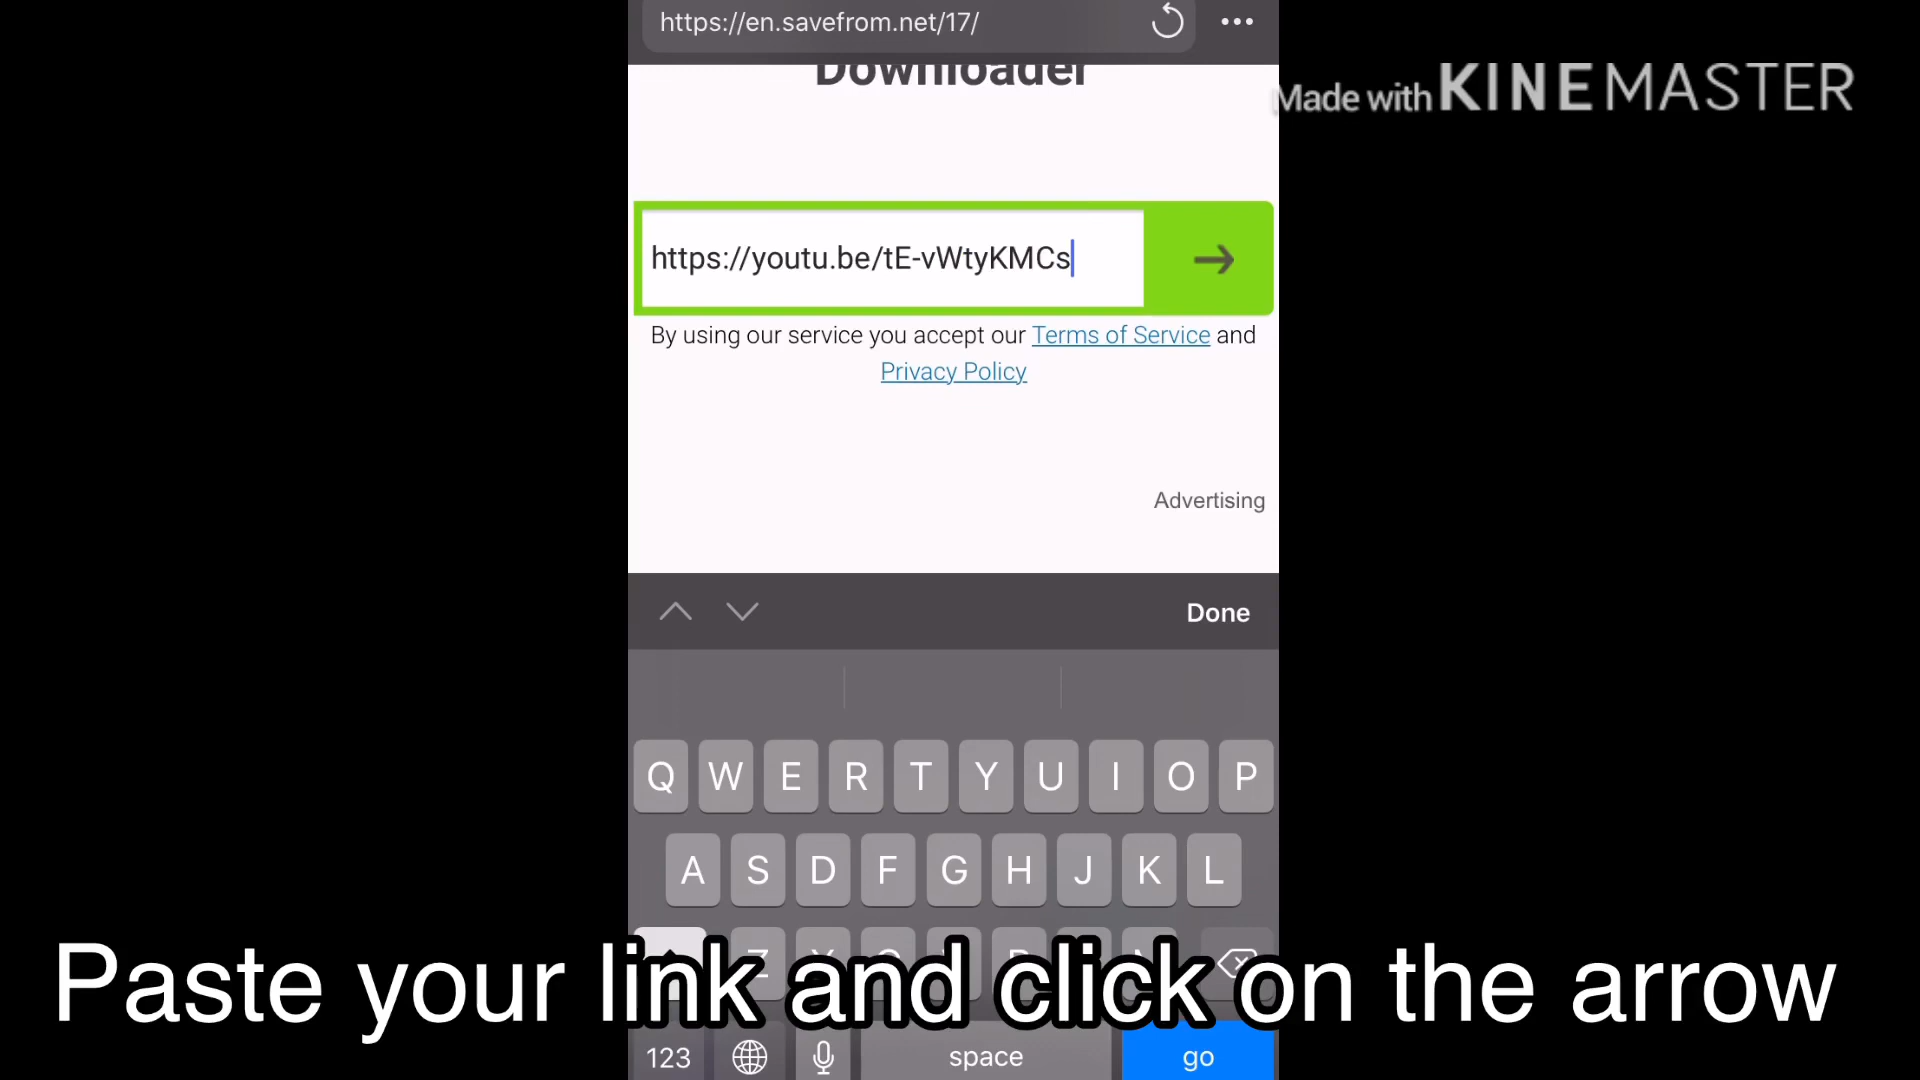 https://en.savefrom.net/17/
Downloader
Made with KINEMASTER
https://youtu.be/tE-vWtyKMCs
By using our service you accept our Terms of Service and
Privacy Policy
Advertising
Done
Q W E R T Y U I O P
A S D F G H J K L
Z
Paste your link and click on the arrow
123 space go